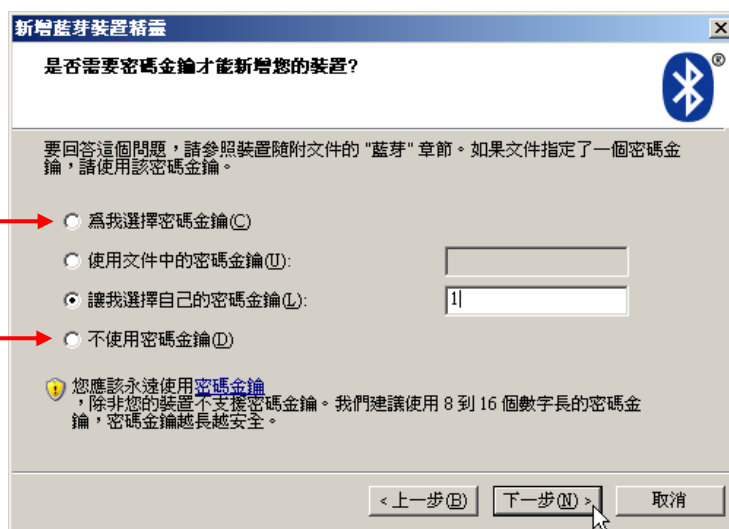 新增藍芽裝置精靈
是否需要密碼金鑰才能新增您的裝置?
®
要回答這個問題，請參照裝置隨附文件的 "藍芽" 章節。如果文件指定了一個密碼金
鑰，請使用該密碼金鑰。
為我選擇密碼金鑰(C)
使用文件中的密碼金鑰(U):
讓我選擇自己的密碼金鑰(L): 1
不使用密碼金鑰(D)
您應該永遠使用密碼金鑰
，除非您的裝置不支援密碼金鑰。我們建議使用 8 到 16 個數字長的密碼金
鑰，密碼金鑰越長越安全。
< 上一步(B) 下一步(N) > 取消